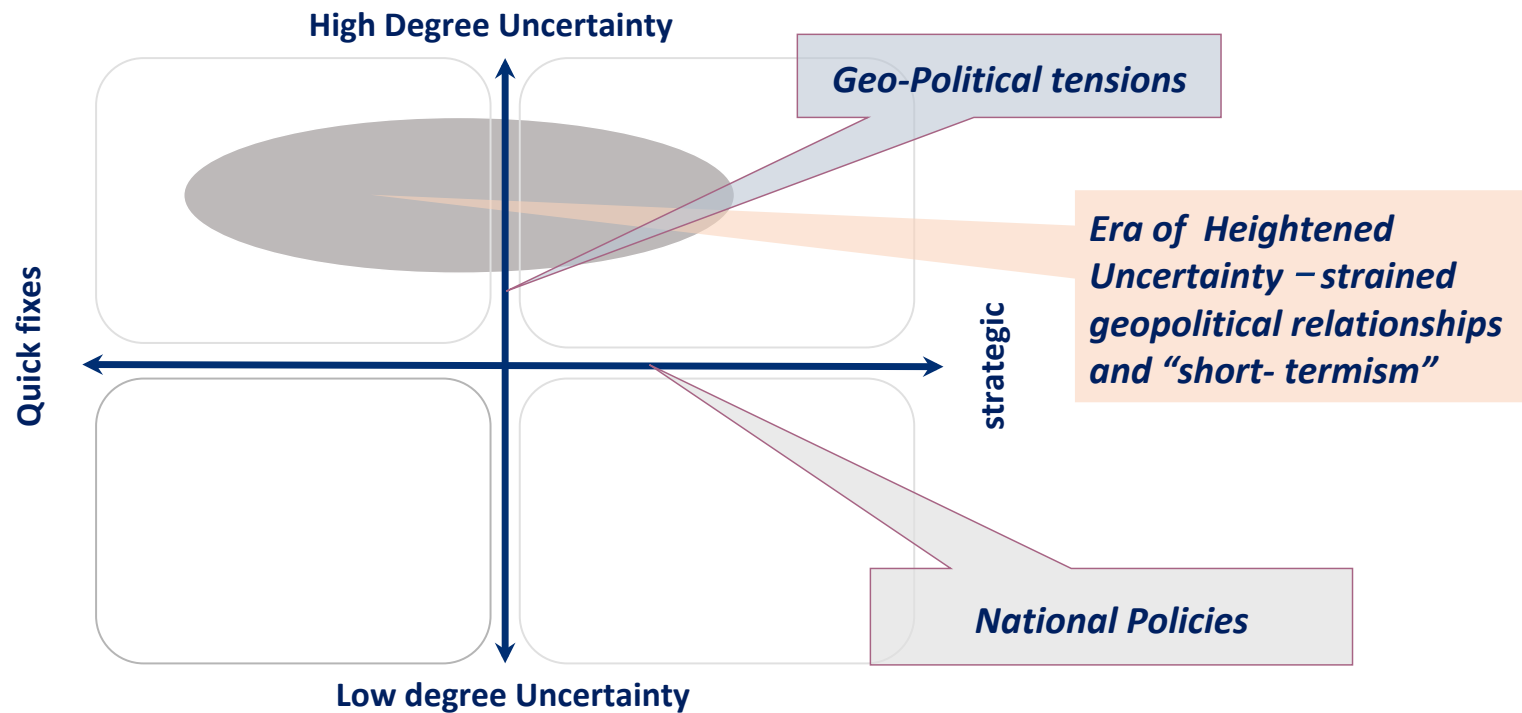 High Degree Uncertainty
Geo-Political tensions
Era of Heightened
Uncertainty – strained
geopolitical relationships
and “short- termism”
Quick fixes
strategic
National Policies
Low degree Uncertainty